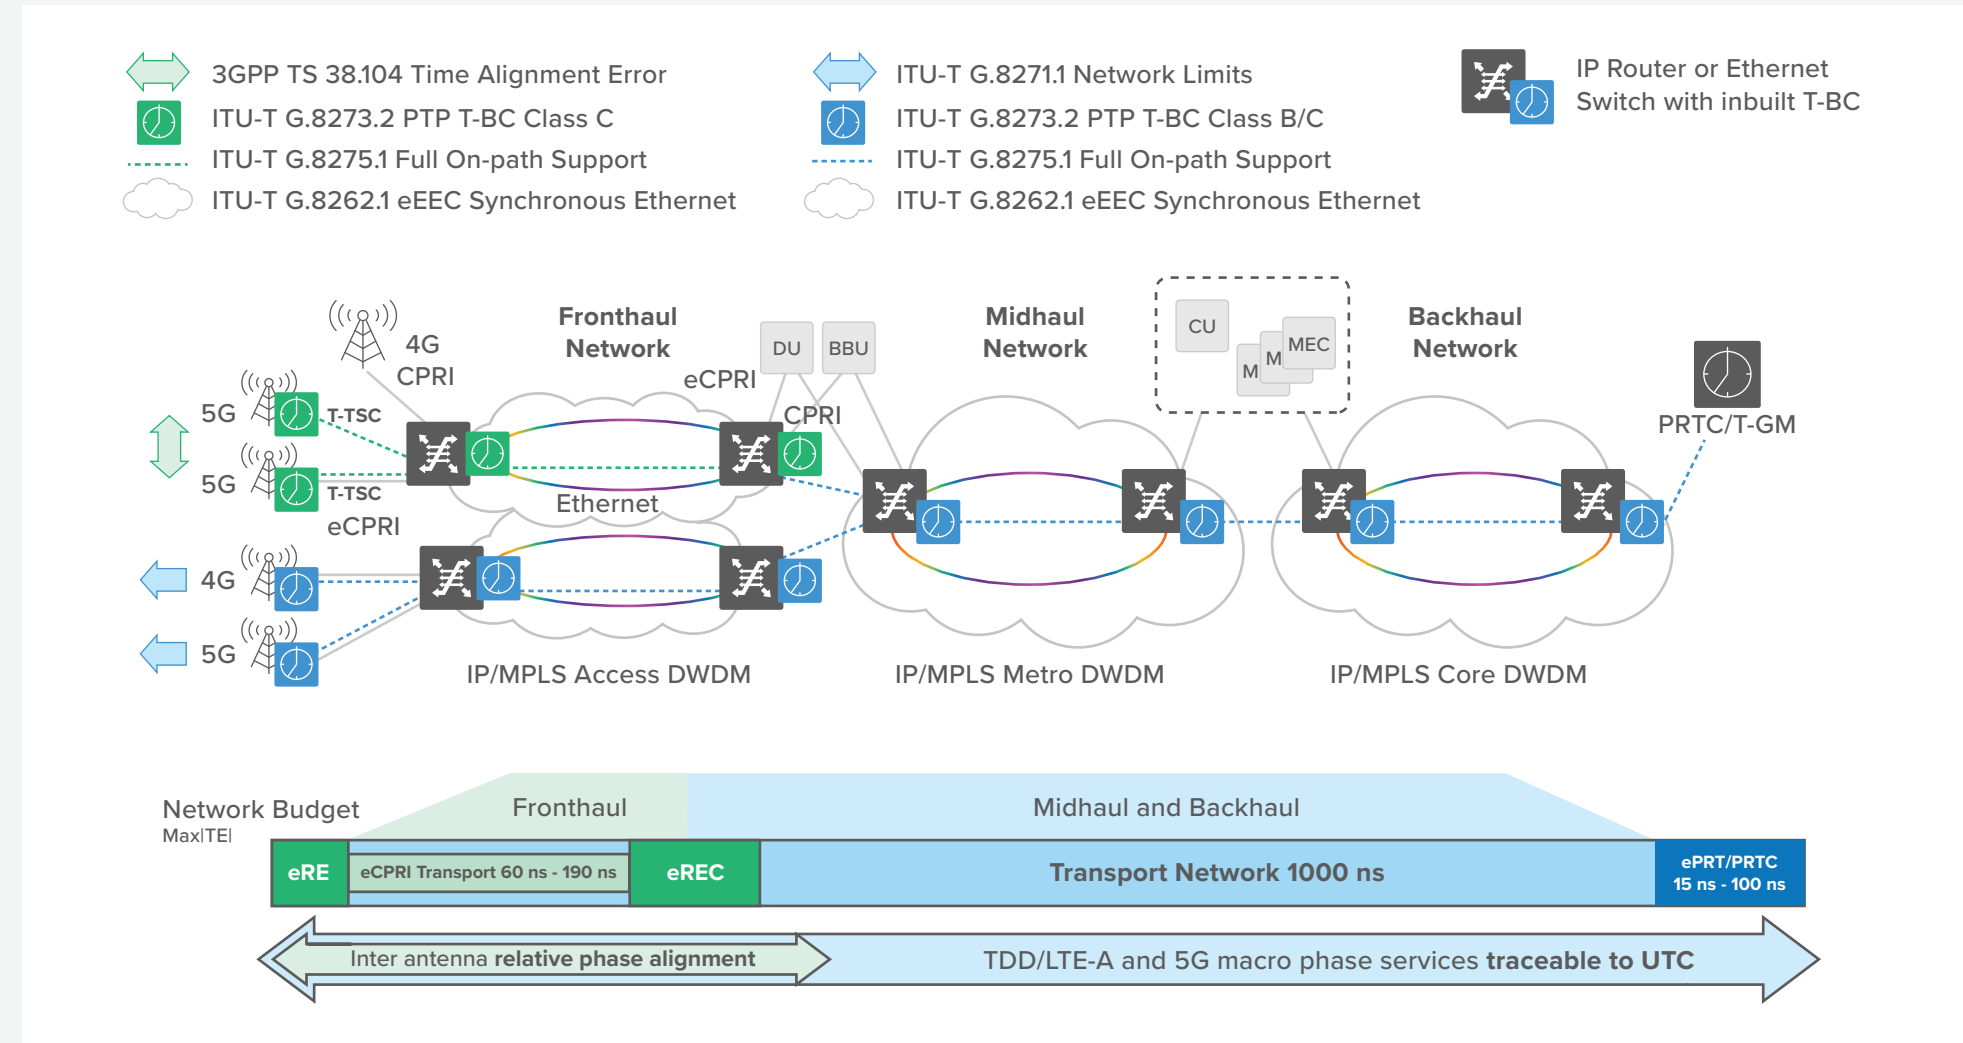 3GPP TS 38.104 Time Alignment Error
ITU-T G.8273.2 PTP T-BC Class C
ITU-T G.8275.1 Full On-path Support
ITU-T G.8262.1 eEEC Synchronous Ethernet
ITU-T G.8271.1 Network Limits
ITU-T G.8273.2 PTP T-BC Class B/C
ITU-T G.8275.1 Full On-path Support
ITU-T G.8262.1 eEEC Synchronous Ethernet
IP Router or Ethernet
Switch with inbuilt T-BC
4G
CPRI
Fronthaul
Network
DU
BBU
eCPRI
CPRI
Midhaul
Network
CU
M
M
MEC
Backhaul
Network
PRTC/T-GM
5G
T-TSC
5G
T-TSC
eCPRI
Ethernet
4G
5G
IP/MPLS Access DWDM
IP/MPLS Metro DWDM
IP/MPLS Core DWDM
Network Budget
Max|TE|
Fronthaul
Midhaul and Backhaul
eRE
eCPRI Transport 60 ns - 190 ns
eREC
Transport Network 1000 ns
ePRT/PRTC
15 ns - 100 ns
Inter antenna relative phase alignment
TDD/LTE-A and 5G macro phase services traceable to UTC